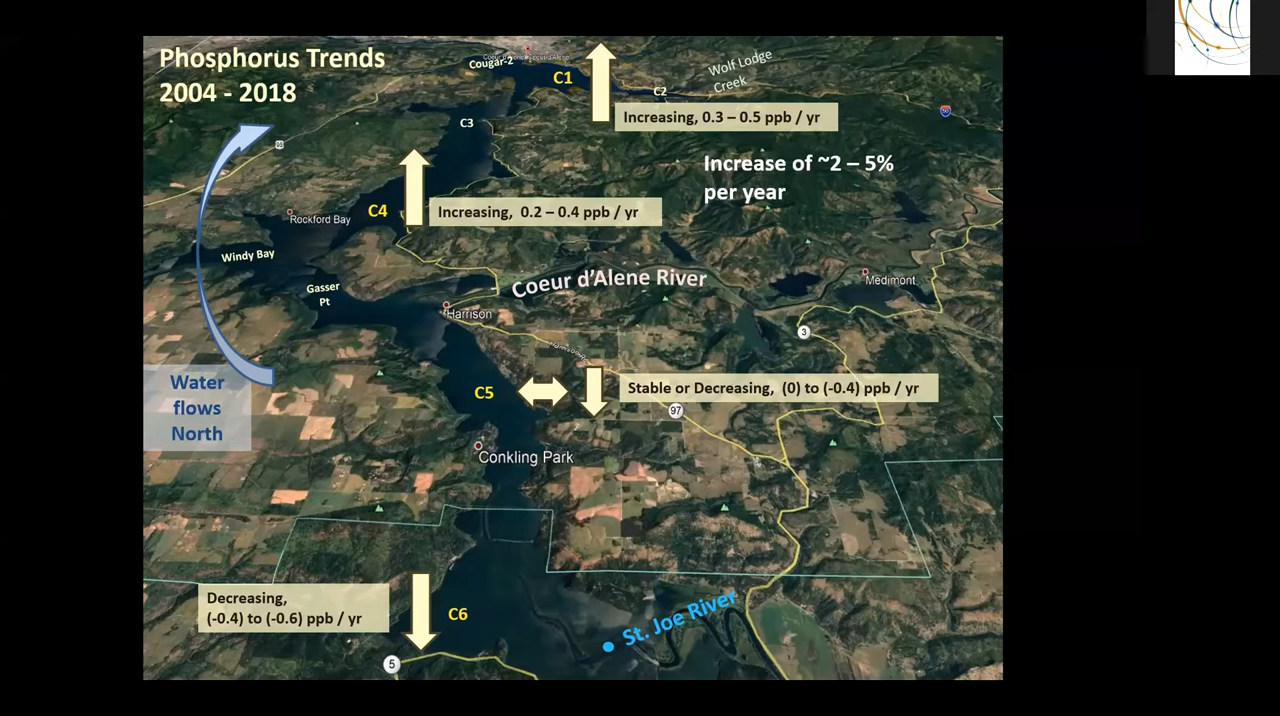 Phosphorus Trends
2004 - 2018
Cougar-2
C1
C2
Wolf Lodge
Creek
Increasing, 0.3 – 0.5 ppb / yr
C3
Increase of ~2 – 5%
per year
C4
Increasing, 0.2 – 0.4 ppb / yr
Rockford Bay
Windy Bay
Gasser
Pt
Coeur d’Alene River
Medimont
Harrison
3
Water
flows
North
C5
Stable or Decreasing, (0) to (-0.4) ppb / yr
97
Conkling Park
Decreasing,
(-0.4) to (-0.6) ppb / yr
C6
St. Joe River
5